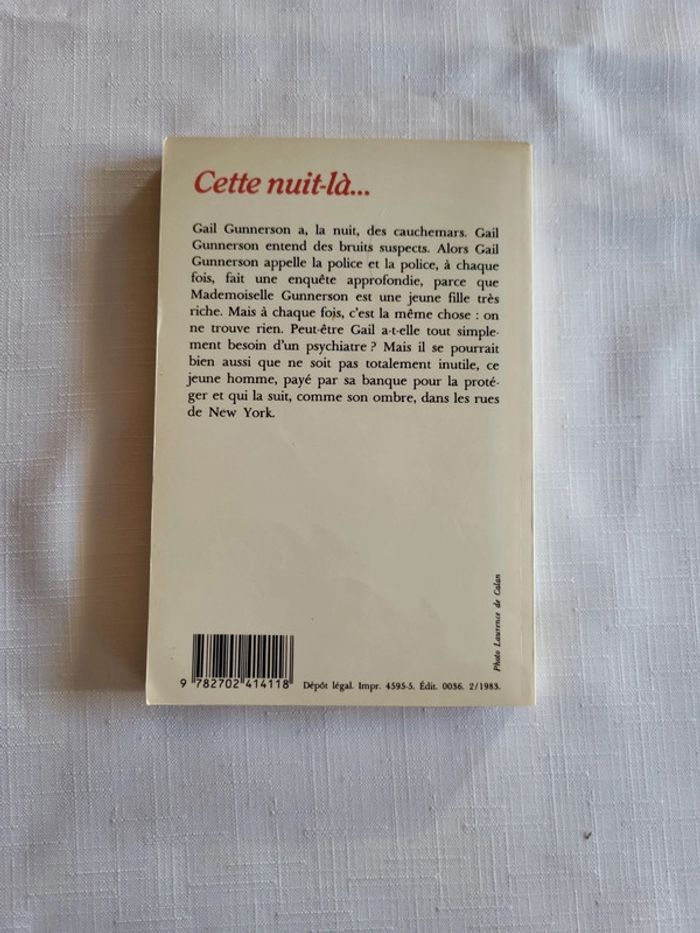 Cette nuit-là...
Gail Gunnerson a, la nuit, des cauchemars. Gail
Gunnerson entend des bruits suspects. Alors Gail
Gunnerson appelle la police et la police, à chaque
fois, fait une enquête approfondie, parce que
Mademoiselle Gunnerson est une jeune fille très
riche. Mais à chaque fois, c'est la même chose : on
ne trouve rien. Peut-être Gail a-t-elle tout simple-
ment besoin d'un psychiatre ? Mais il se pourrait
bien aussi que ne soit pas totalement inutile, ce
jeune homme, payé par sa banque pour la proté-
ger et qui la suit, comme son ombre, dans les rues
de New York.
Photo Laurence de Calan
9 782702 414118
Dépôt légal. Impr. 4595-5. Édit. 0036. 2/1983.